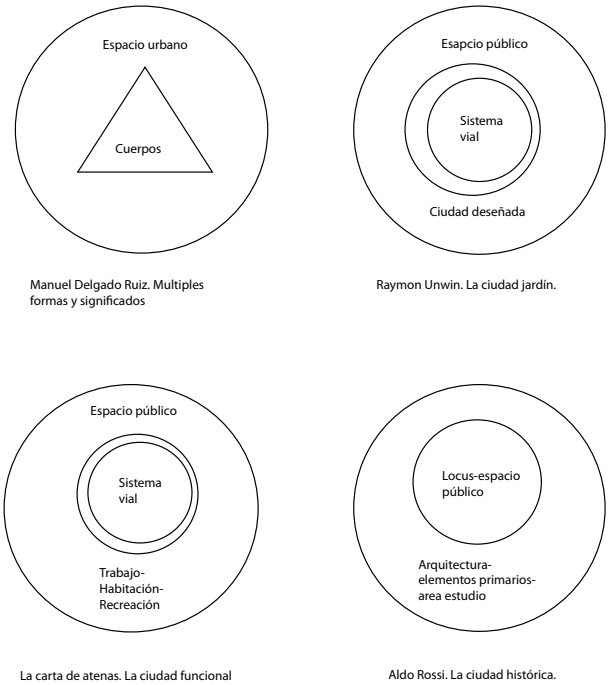 Espacio urbano
Cuerpos
Manuel Delgado Ruiz. Multiples
formas y significados
Esapcio público
Sistema
vial
Ciudad deseñada
Raymon Unwin. La ciudad jardín.
Espacio público
Sistema
vial
Trabajo-
Habitación-
Recreación
La carta de atenas. La ciudad funcional
Locus-espacio
público
Arquitectura-
elementos primarios-
area estudio
Aldo Rossi. La ciudad histórica.